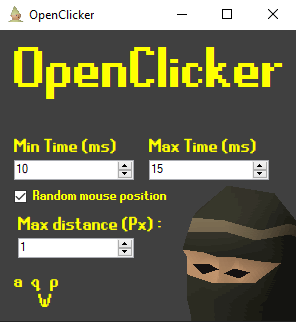 OpenClicker
OpenClicker
Min Time (ms) Max Time (ms)
10 15
Random mouse position
Max distance (Px) :
1
a q p
w